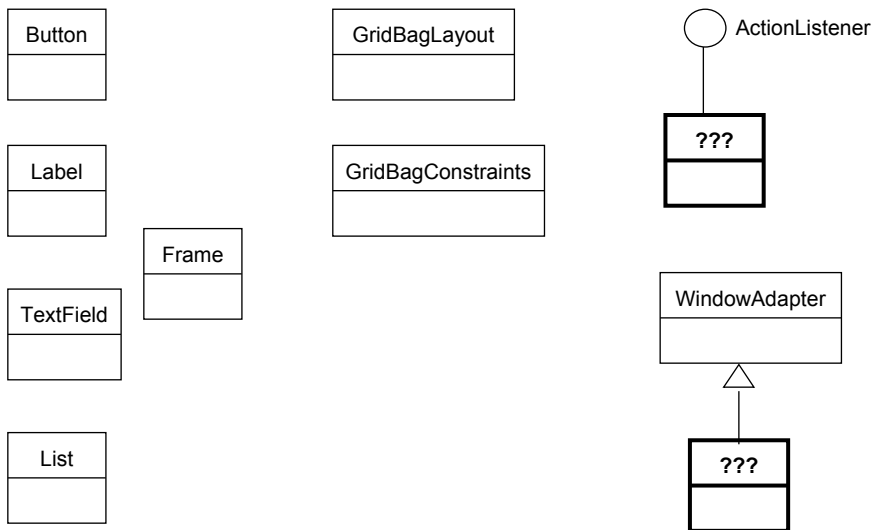 Button
GridBagLayout
ActionListener
???
Label
GridBagConstraints
Frame
WindowAdapter
TextField
List
???